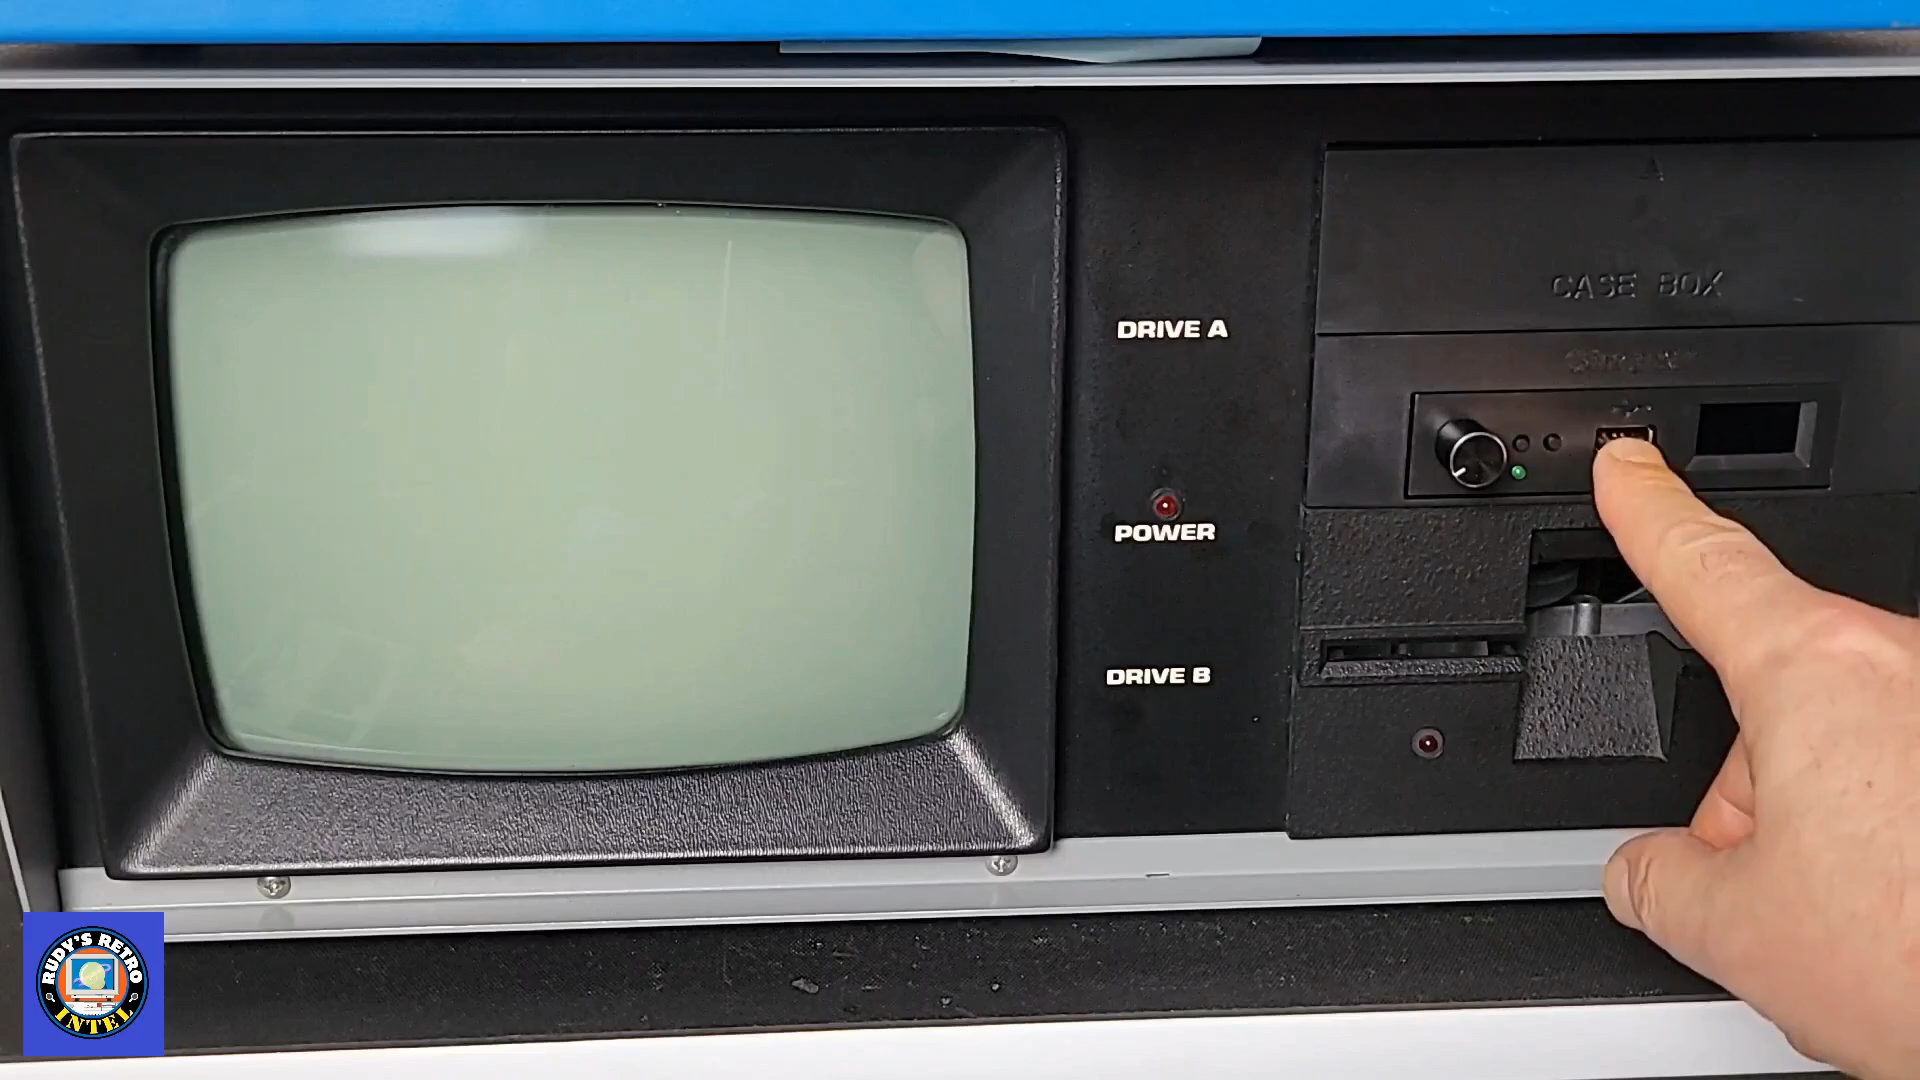 CASE BOX
DRIVE A
POWER
DRIVE B
RUDY'S RETRO
INTEL